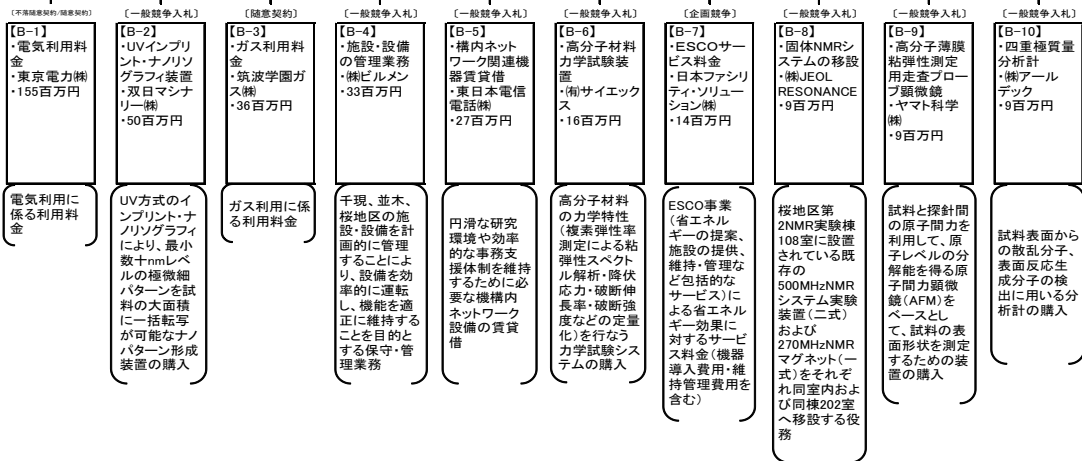 〔不落随意契約/随意契約〕
【B-1】
・電気利用料
金
・東京電力㈱
・155百万円
電気利用に
係る利用料
金
〔一般競争入札〕
【B-2】
・UVインプリ
ント・ナノリソ
グラフィ装置
・双日マシナ
リー㈱
・50百万円
UV方式のイ
ンプリント・ナ
ノリソグラフィ
により、最小
数十nmレベ
ルの極微細
パターンを試
料の大面積
に一括転写
が可能なナノ
パターン形成
装置の購入
〔随意契約〕
【B-3】
・ガス利用料
金
・筑波学園ガ
ス㈱
・36百万円
ガス利用に係
る利用料金
〔一般競争入札〕
【B-4】
・施設・設備
の管理業務
・㈱ビルメン
・33百万円
千現、並木、
桜地区の施
設・設備を計
画的に管理
することによ
り、設備を効
率的に運転
し、機能を適
正に維持する
ことを目的と
する保守・管
理業務
〔一般競争入札〕
【B-5】
・構内ネット
ワーク関連機
器賃貸借
・東日本電信
電話㈱
・27百万円
円滑な研究
環境や効率
的な事務支
援体制を維持
するために必
要な機構内
ネットワーク
設備の賃貸
借
〔一般競争入札〕
【B-6】
・高分子材料
力学試験装
置
・㈲サイエック
ス
・16百万円
高分子材料
の力学特性
(複素弾性率
測定による粘
弾性スペクト
ル解析・降伏
応力・破断伸
長率・破断強
度などの定量
化)を行なう
力学試験シス
テムの購入
〔企画競争〕
【B-7】
・ESCOサー
ビス料金
・日本ファシリ
ティ・ソリュー
ション㈱
・14百万円
ESCO事業
(省エネル
ギーの提案、
施設の提供、
維持・管理な
ど包括的な
サービス)に
よる省エネル
ギー効果に
対するサービ
ス料金(機器
導入費用・維
持管理費用を
含む)
〔一般競争入札〕
【B-8】
・固体NMRシ
ステムの移設
・㈱JEOL
RESONANCE
・9百万円
桜地区第
2NMR実験棟
108室に設置
されている既
存の
500MHzNMR
システム実験
装置(二式)
および
270MHzNMR
マグネット(一
式)をそれぞ
れ同室内およ
び同棟202室
へ移設する役
務
〔一般競争入札〕
【B-9】
・高分子薄膜
粘弾性測定
用走査プロー
ブ顕微鏡
・ヤマト科学
㈱
・9百万円
試料と探針間
の原子間力を
利用して、原
子レベルの分
解能を得る原
子間力顕微
鏡(AFM)を
ベースとし
て、試料の表
面形状を測定
するための装
置の購入
〔一般競争入札〕
【B-10】
・四重極質量
分析計
・㈱アール
デック
・9百万円
試料表面から
の散乱分子、
表面反応生
成分子の検
出に用いる分
析計の購入